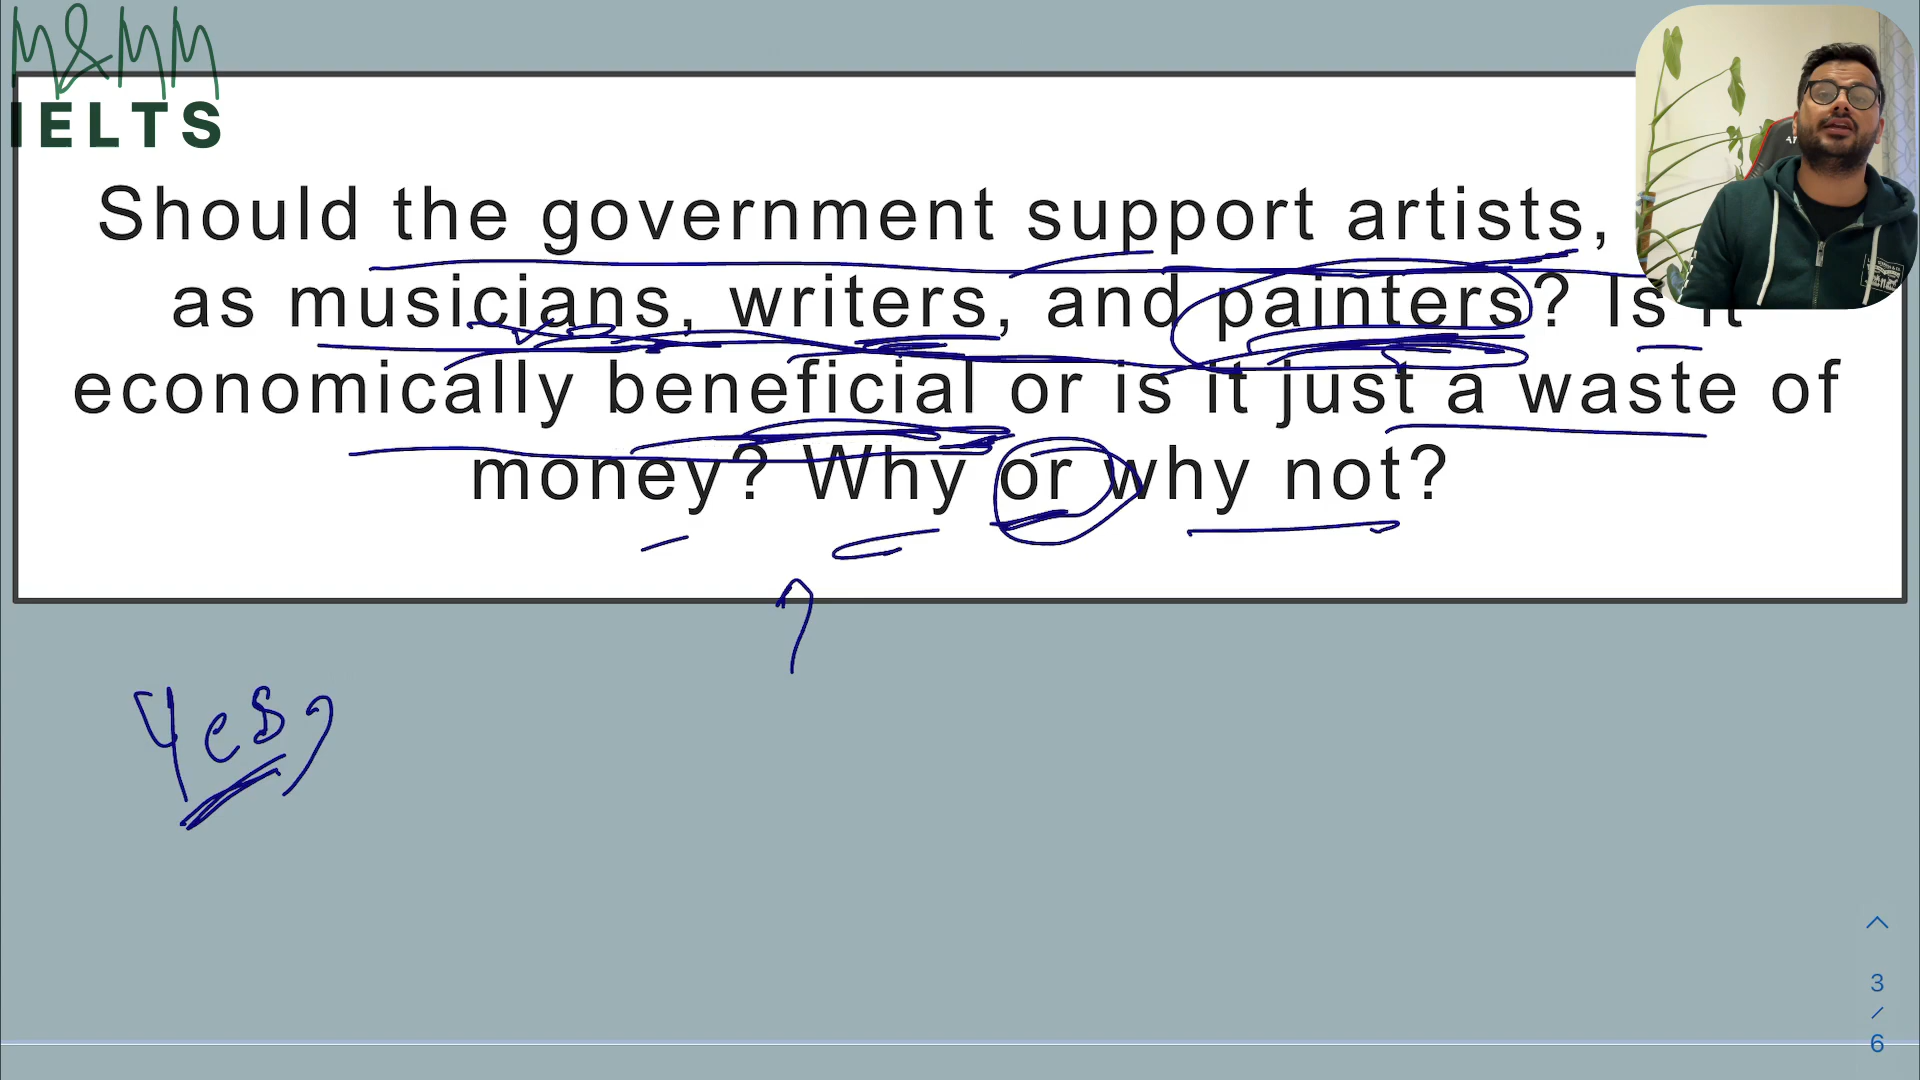 M&MM
IELTS
Should the government support artists,
as musicians, writers, and painters? Is it
economically beneficial or is it just a waste of
money? Why or why not?
?
Yes,
3
/
6